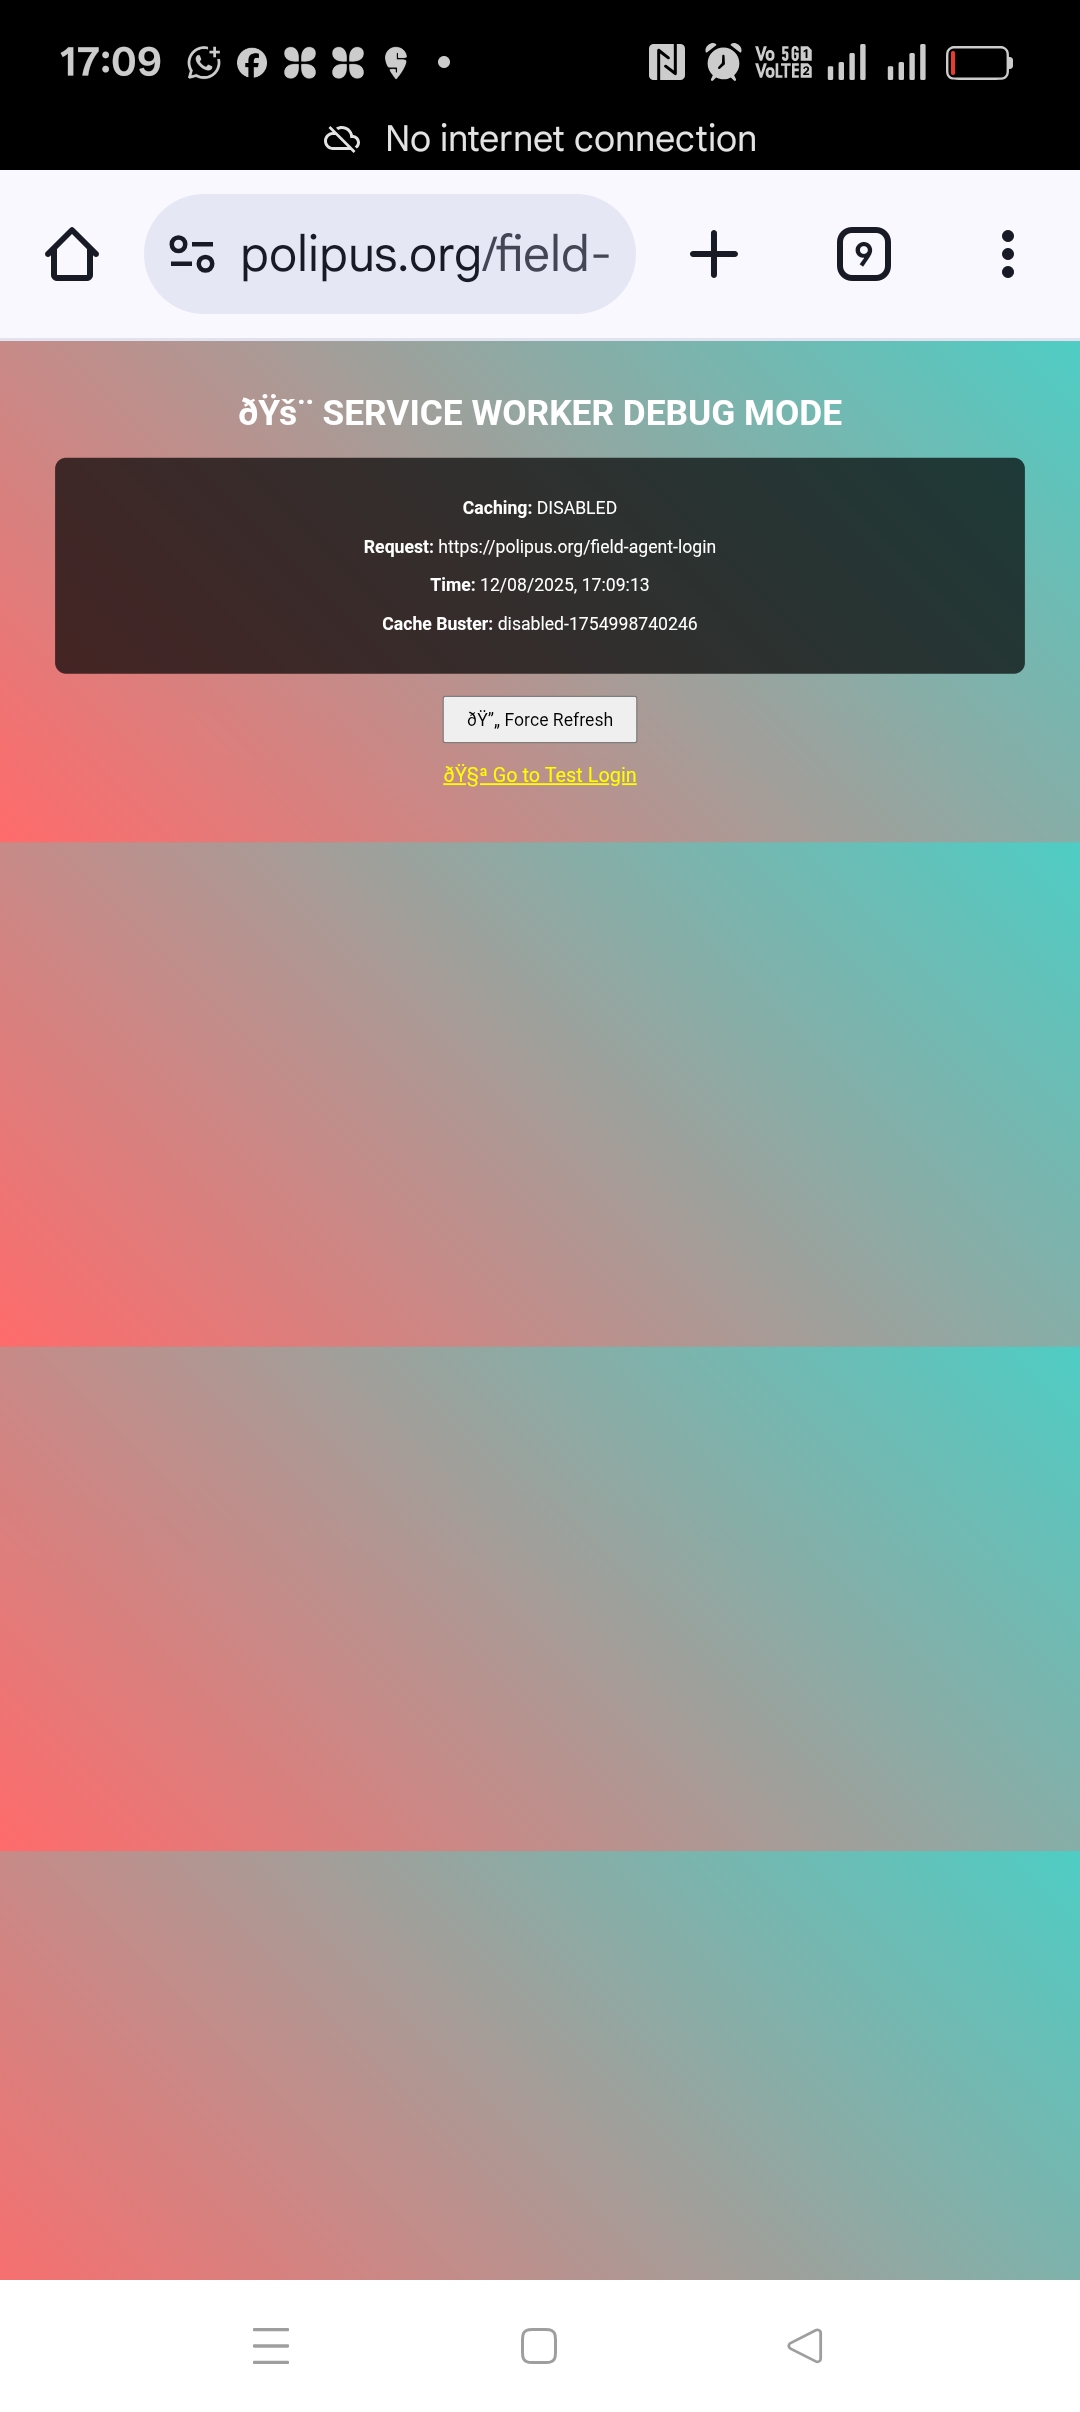 17:09
Vo 5G 1
VoLTE 2
No internet connection
polipus.org/field-
9
ðŸš¨ SERVICE WORKER DEBUG MODE
Caching: DISABLED
Request: https://polipus.org/field-agent-login
Time: 12/08/2025, 17:09:13
Cache Buster: disabled-1754998740246
ðŸ”„ Force Refresh
ðŸ§ª Go to Test Login